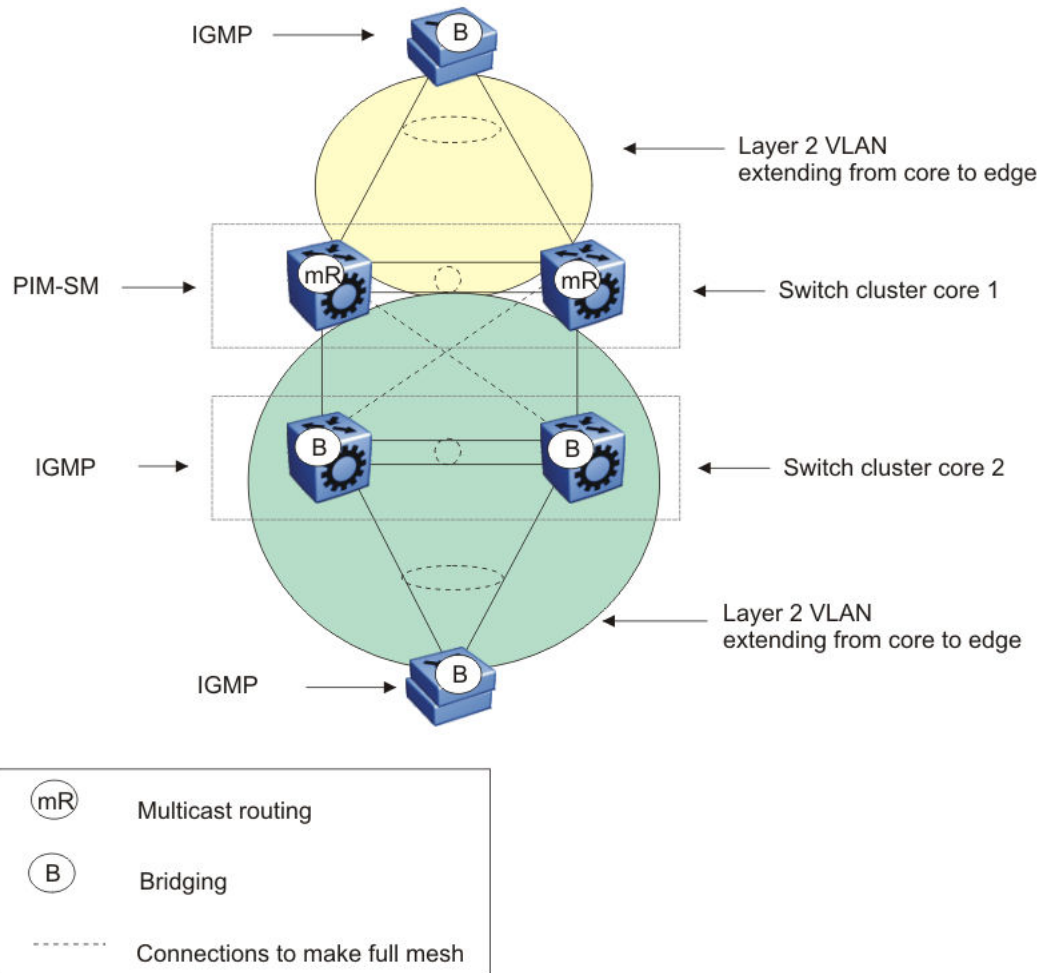 IGMP
B
Layer 2 VLAN
extending from core to edge
PIM-SM
mR
mR
Switch cluster core 1
IGMP
B
B
Switch cluster core 2
Layer 2 VLAN
extending from core to edge
IGMP
B
mR
Multicast routing
B
Bridging
Connections to make full mesh